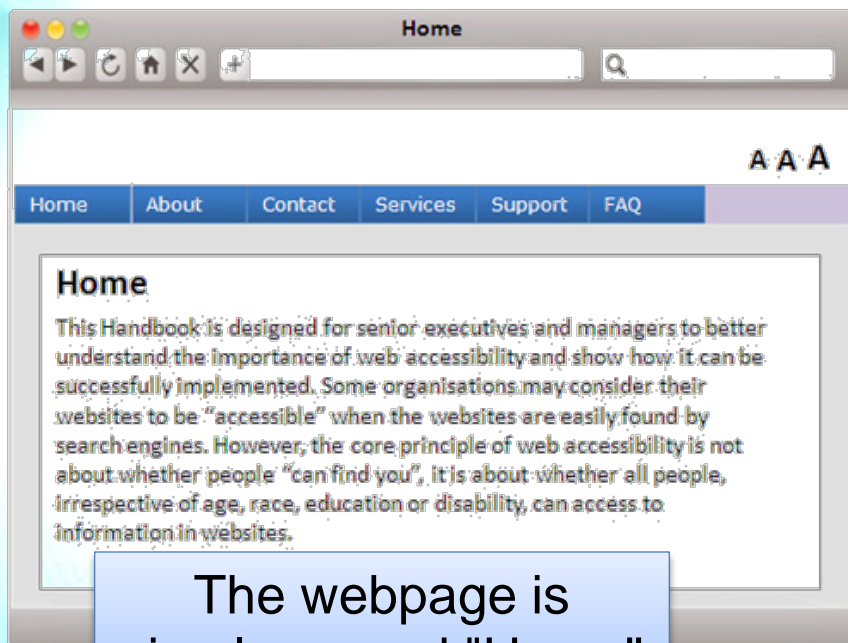 Home
A A A
Home About Contact Services Support FAQ
Home
This Handbook is designed for senior executives and managers to better
understand the importance of web accessibility and show how it can be
successfully implemented. Some organisations may consider their
websites to be “accessible” when the websites are easily found by
search engines. However, the core principle of web accessibility is not
about whether people “can find you”, it is about whether all people,
irrespective of age, race, education or disability, can access to
information in websites.
The webpage is